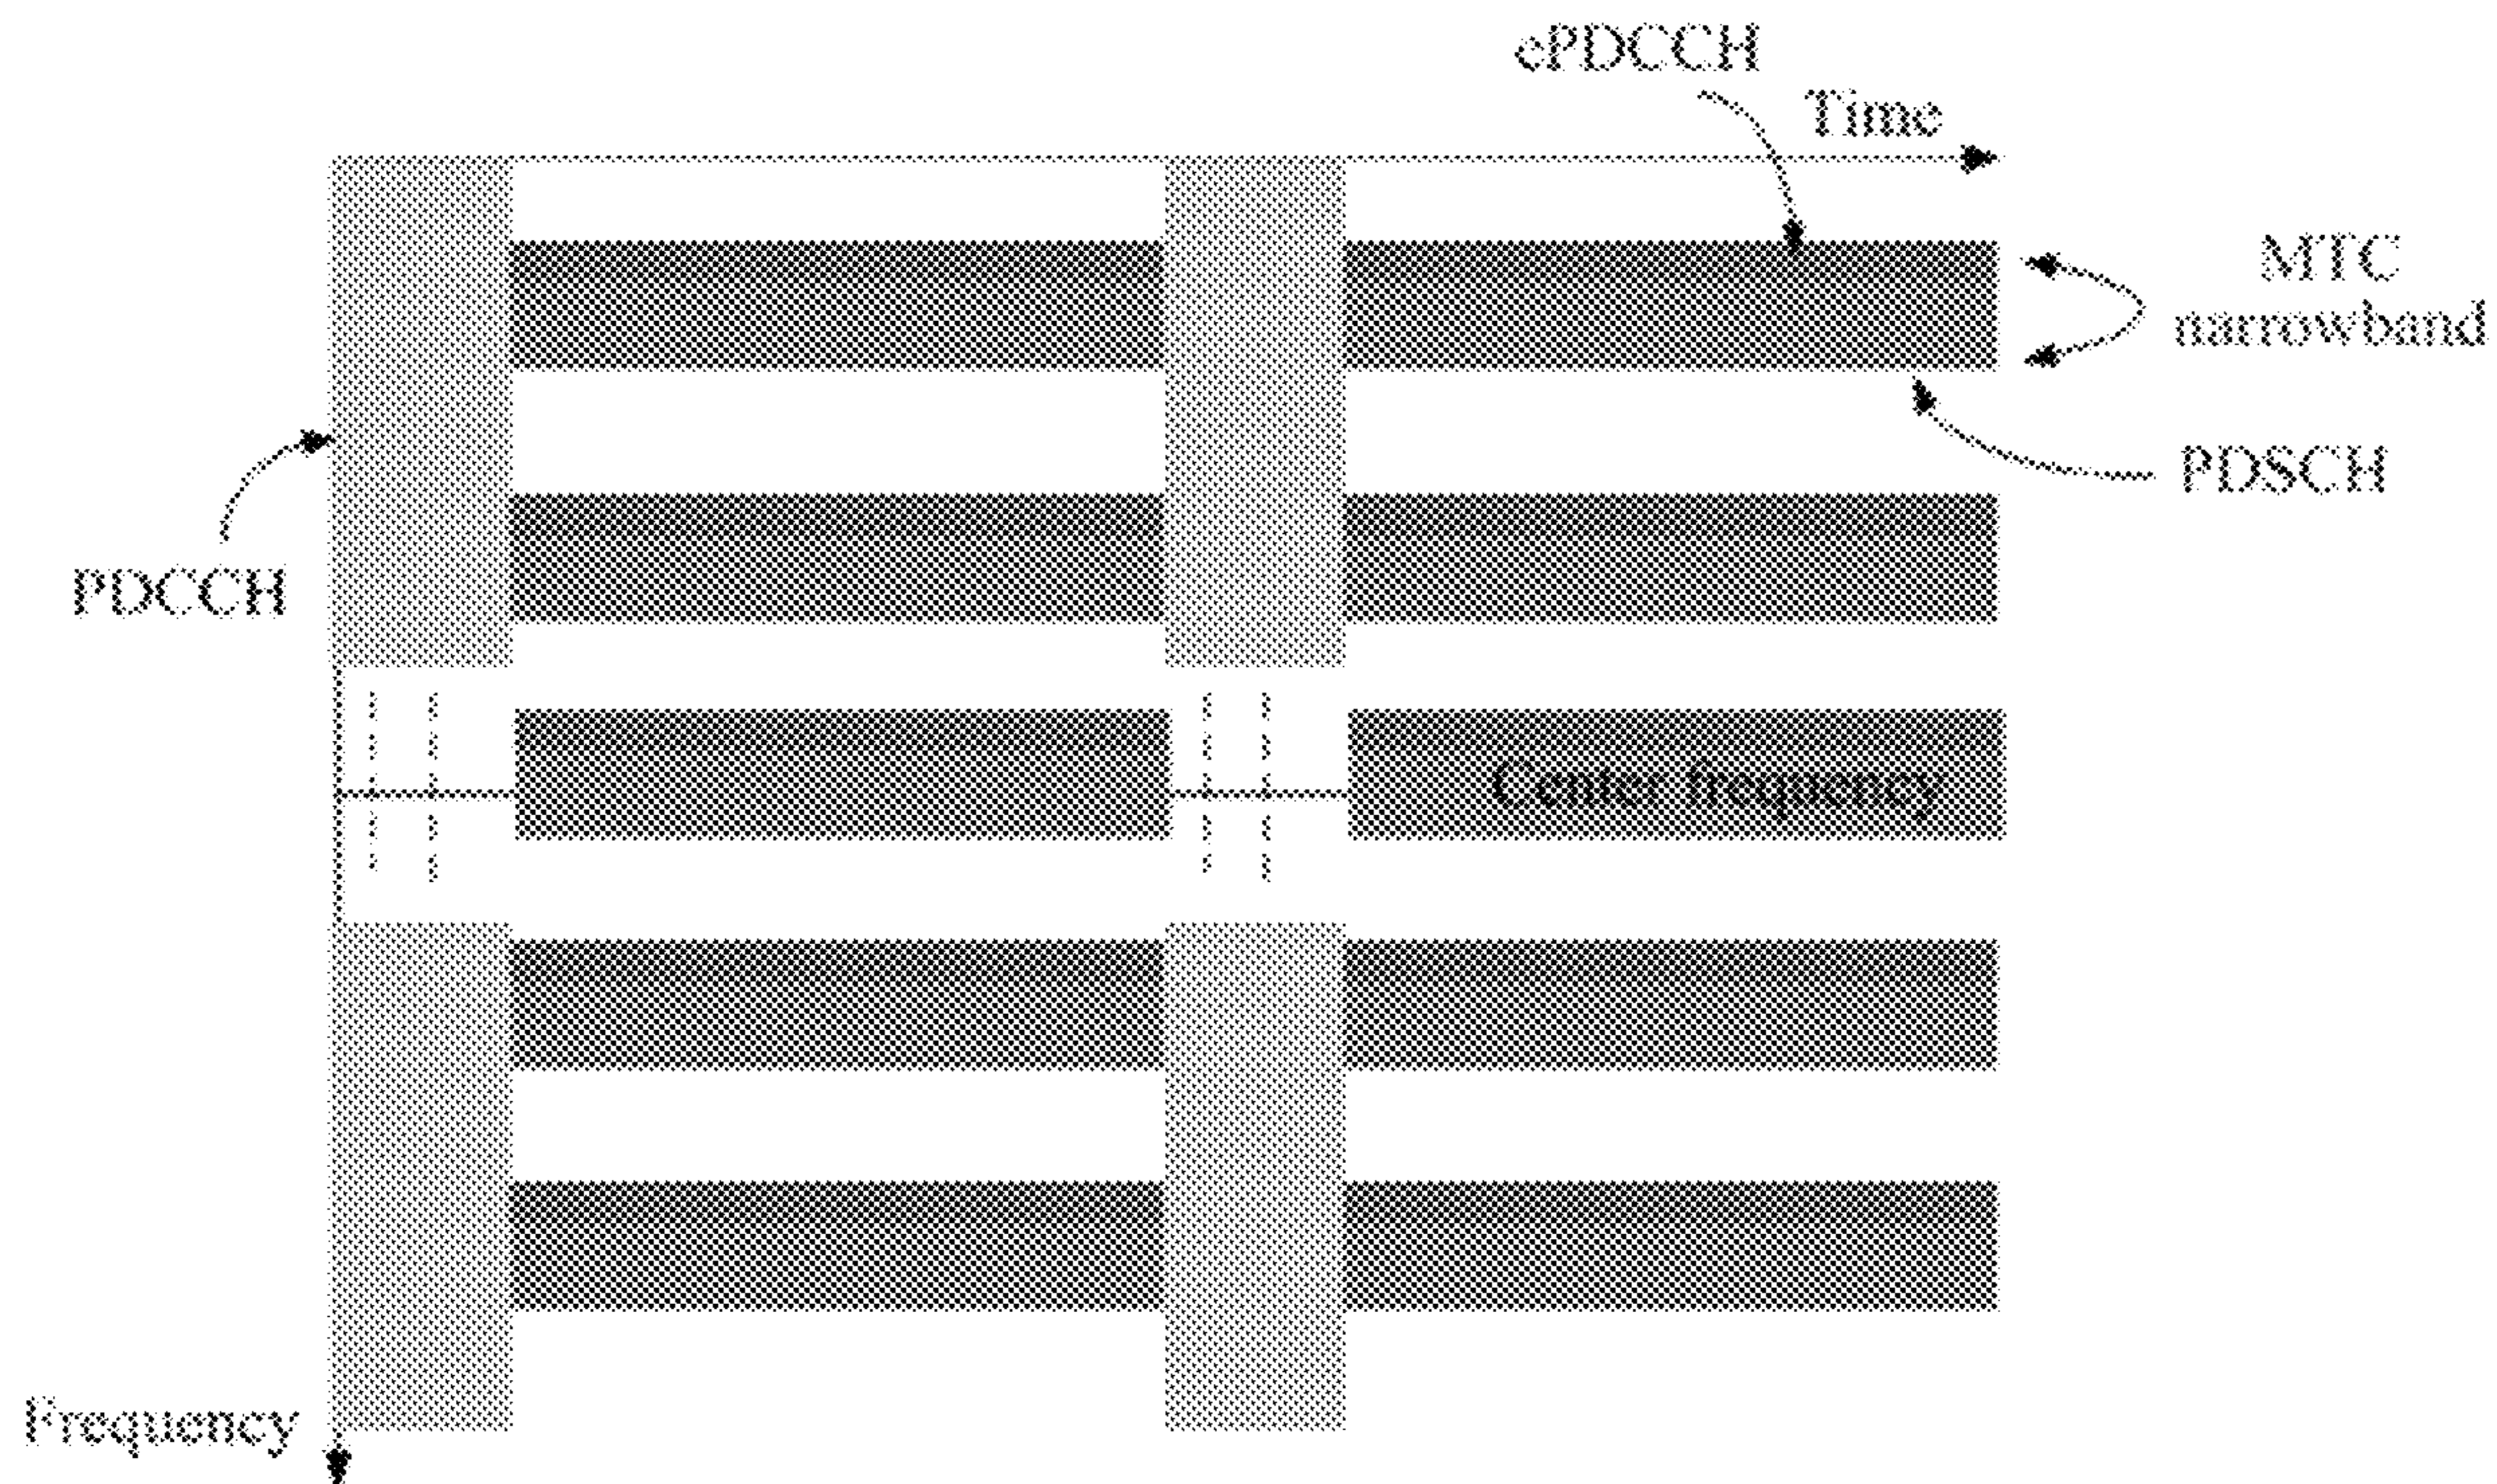 ePDCCH
Time
MTC
narrowband
PDSCH
PDCCH
Center frequency
Frequency